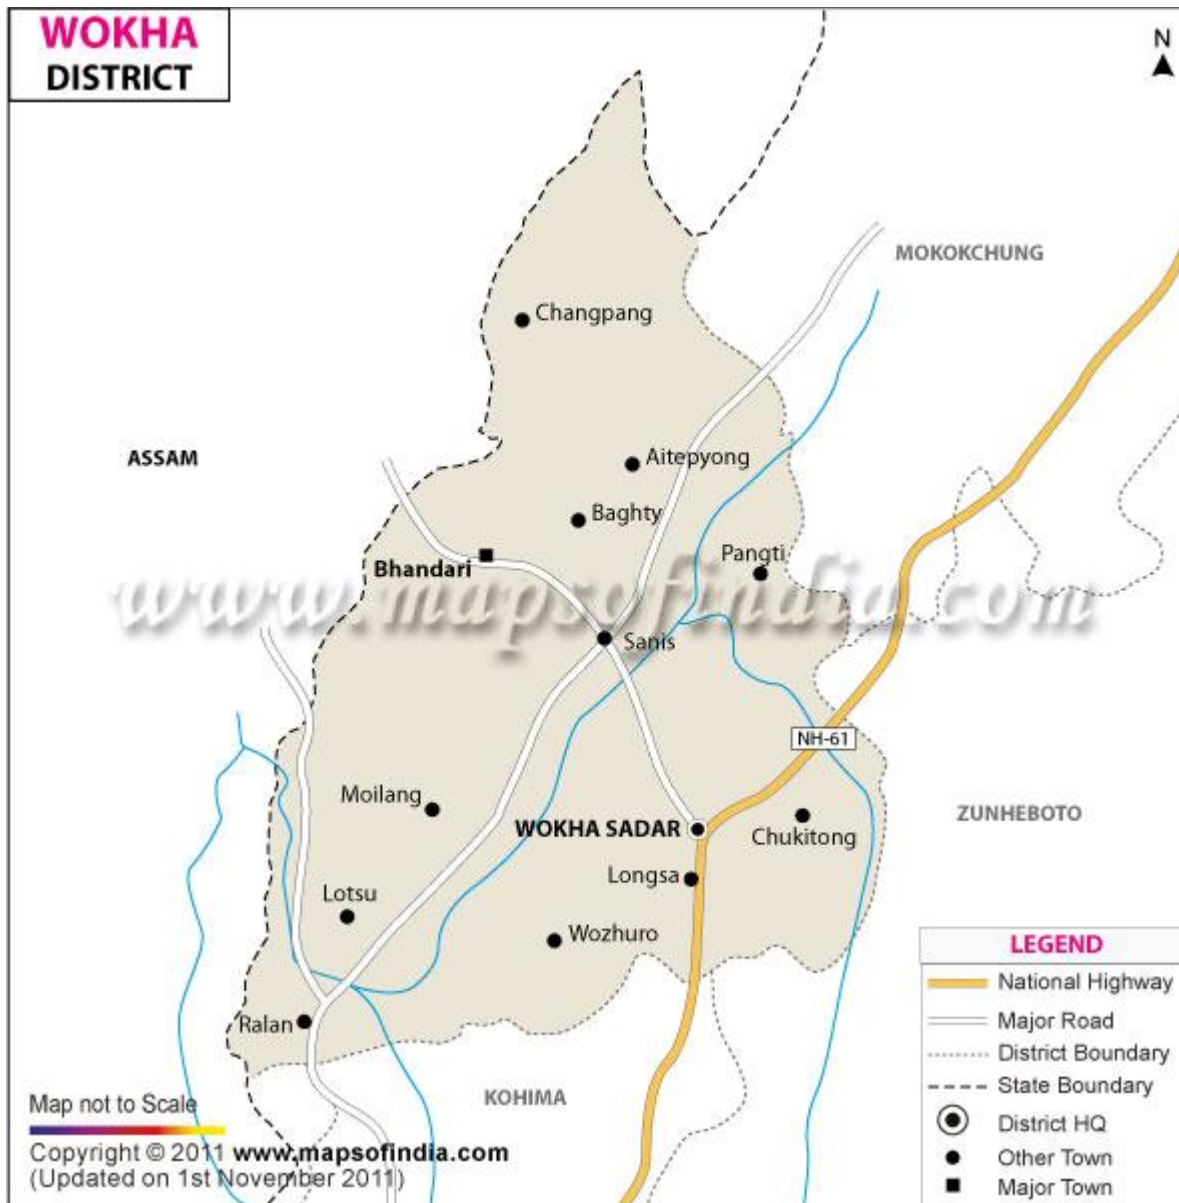 WOKHA
DISTRICT
N
MOKOKCHUNG
Changpang
ASSAM
Aitepyong
Baghty
Pangti
Bhandari
www.mapsofindia.com
Sanis
NH-61
Moilang
WOKHA SADAR
Chukitong
ZUNHEBOTO
Longsa
Lotsu
Wozhuro
Ralan
KOHIMA
LEGEND
National Highway
Major Road
District Boundary
State Boundary
District HQ
Other Town
Major Town
Map not to Scale
Copyright © 2011 www.mapsofindia.com
(Updated on 1st November 2011)